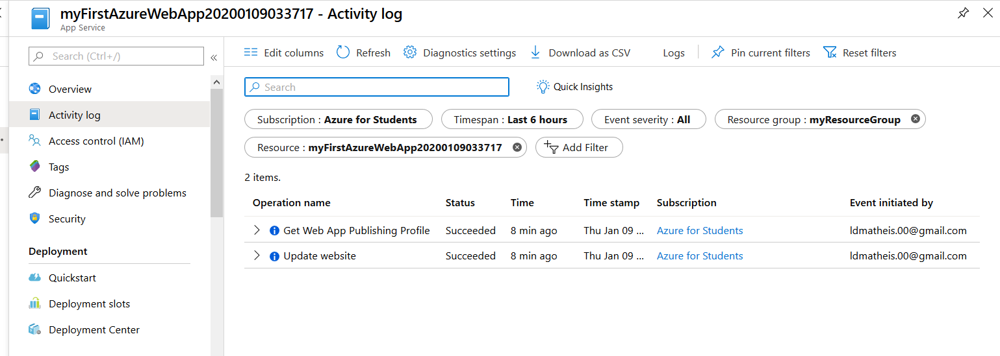 myFirstAzureWebApp20200109033717 - Activity log
App Service
Search (Ctrl+/)
«
Overview
Activity log
Access control (IAM)
Tags
Diagnose and solve problems
Security
Deployment
Quickstart
Deployment slots
Deployment Center
Edit columns Refresh Diagnostics settings Download as CSV Logs Pin current filters Reset filters
Search Quick Insights
Subscription : Azure for Students Timespan : Last 6 hours Event severity : All Resource group : myResourceGroup
Resource : myFirstAzureWebApp20200109033717 Add Filter
2 items.
Operation name Status Time Time stamp Subscription Event initiated by
Get Web App Publishing Profile Succeeded 8 min ago Thu Jan 09 ... Azure for Students ldmatheis.00@gmail.com
Update website Succeeded 8 min ago Thu Jan 09 ... Azure for Students ldmatheis.00@gmail.com